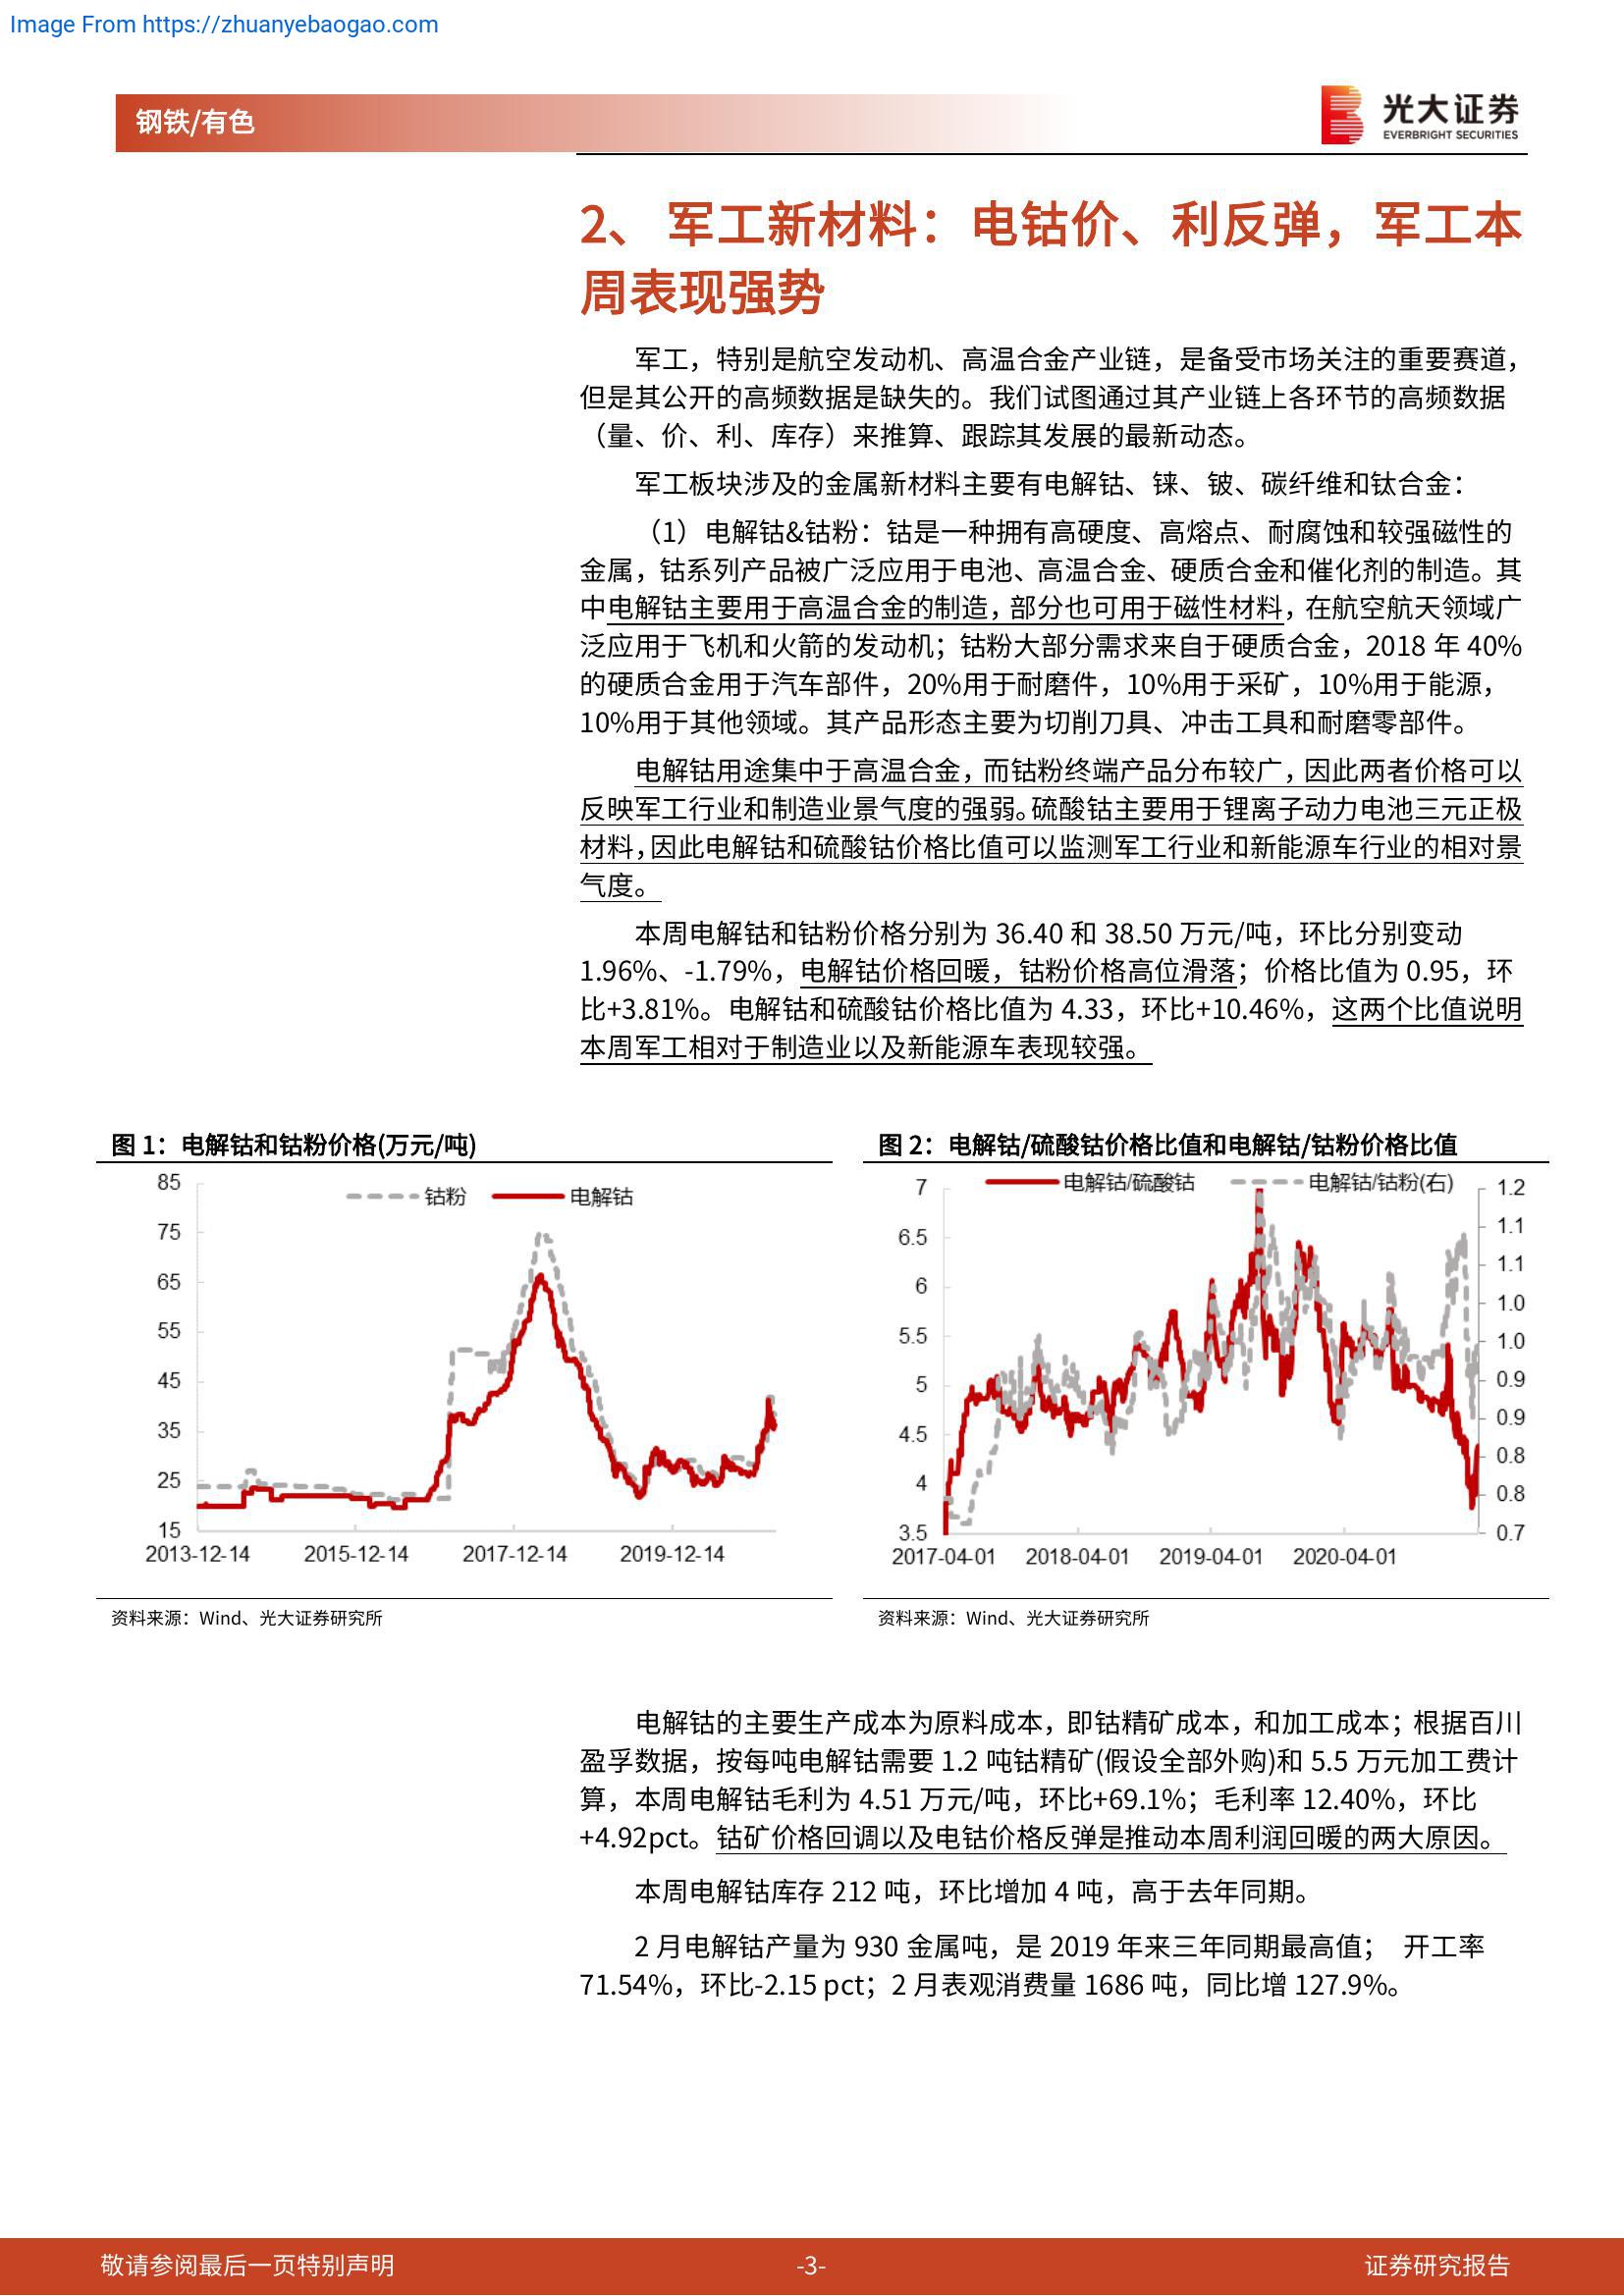 Image From https://zhuanyebaogao.com
钢铁/有色
光大证券
EVERBRIGHT SECURITIES
2、 军工新材料：电钴价、利反弹，军工本
周表现强势
军工，特别是航空发动机、高温合金产业链，是备受市场关注的重要赛道，
但是其公开的高频数据是缺失的。我们试图通过其产业链上各环节的高频数据
（量、价、利、库存）来推算、跟踪其发展的最新动态。
军工板块涉及的金属新材料主要有电解钴、铼、铍、碳纤维和钛合金：
（1）电解钴&钴粉：钴是一种拥有高硬度、高熔点、耐腐蚀和较强磁性的
金属，钴系列产品被广泛应用于电池、高温合金、硬质合金和催化剂的制造。其
中电解钴主要用于高温合金的制造，部分也可用于磁性材料，在航空航天领域广
泛应用于飞机和火箭的发动机；钴粉大部分需求来自于硬质合金，2018 年 40%
的硬质合金用于汽车部件，20%用于耐磨件，10%用于采矿，10%用于能源，
10%用于其他领域。其产品形态主要为切削刀具、冲击工具和耐磨零部件。
电解钴用途集中于高温合金，而钴粉终端产品分布较广，因此两者价格可以
反映军工行业和制造业景气度的强弱。硫酸钴主要用于锂离子动力电池三元正极
材料，因此电解钴和硫酸钴价格比值可以监测军工行业和新能源车行业的相对景
气度。
本周电解钴和钴粉价格分别为 36.40 和 38.50 万元/吨，环比分别变动
1.96%、-1.79%，电解钴价格回暖，钴粉价格高位滑落；价格比值为 0.95，环
比+3.81%。电解钴和硫酸钴价格比值为 4.33，环比+10.46%，这两个比值说明
本周军工相对于制造业以及新能源车表现较强。
图 1：电解钴和钴粉价格(万元/吨)
钴粉 电解钴
85
75
65
55
45
35
25
15
2013-12-14 2015-12-14 2017-12-14 2019-12-14
资料来源：Wind、光大证券研究所
图 2：电解钴/硫酸钴价格比值和电解钴/钴粉价格比值
电解钴/硫酸钴 电解钴/钴粉(右)
7
6.5
6
5.5
5
4.5
4
3.5
1.2
1.1
1.1
1.0
1.0
0.9
0.9
0.8
0.8
0.7
2017-04-01 2018-04-01 2019-04-01 2020-04-01
资料来源：Wind、光大证券研究所
电解钴的主要生产成本为原料成本，即钴精矿成本，和加工成本；根据百川
盈孚数据，按每吨电解钴需要 1.2 吨钴精矿(假设全部外购)和 5.5 万元加工费计
算，本周电解钴毛利为 4.51 万元/吨，环比+69.1%；毛利率 12.40%，环比
+4.92pct。钴矿价格回调以及电钴价格反弹是推动本周利润回暖的两大原因。
本周电解钴库存 212 吨，环比增加 4 吨，高于去年同期。
2 月电解钴产量为 930 金属吨，是 2019 年来三年同期最高值； 开工率
71.54%，环比-2.15 pct；2 月表观消费量 1686 吨，同比增 127.9%。
敬请参阅最后一页特别声明
-3-
证券研究报告